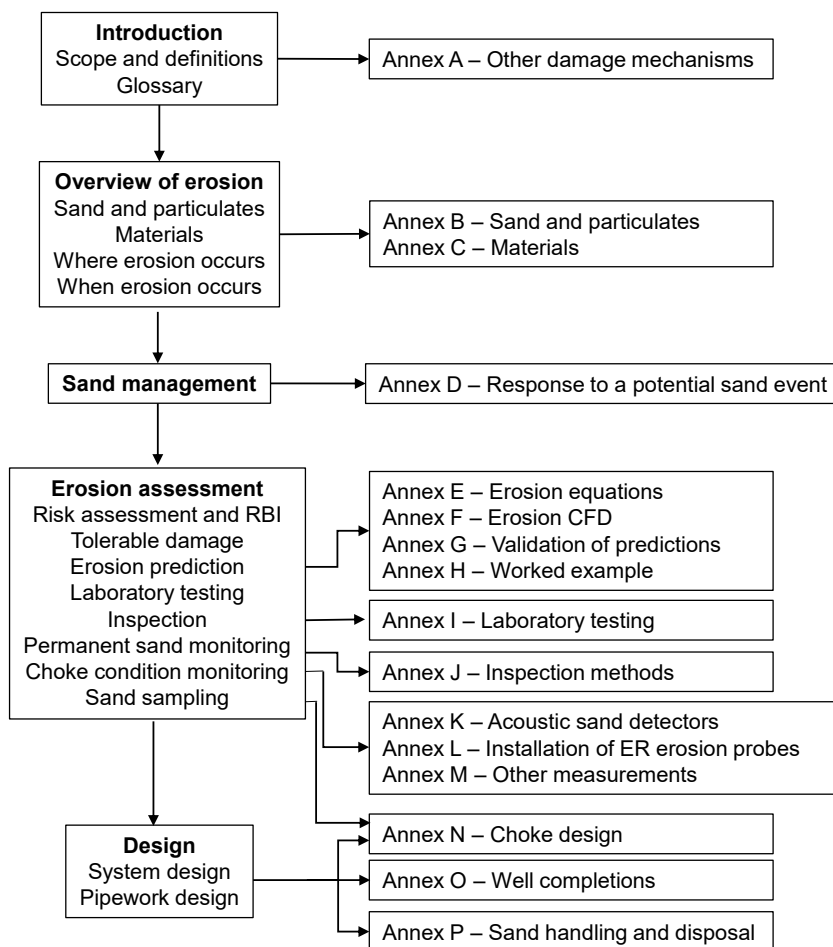 Introduction
Scope and definitions
Glossary
Annex A – Other damage mechanisms
Overview of erosion
Sand and particulates
Materials
Where erosion occurs
When erosion occurs
Annex B – Sand and particulates
Annex C – Materials
Sand management
Annex D – Response to a potential sand event
Erosion assessment
Risk assessment and RBI
Tolerable damage
Erosion prediction
Laboratory testing
Inspection
Permanent sand monitoring
Choke condition monitoring
Sand sampling
Annex E – Erosion equations
Annex F – Erosion CFD
Annex G – Validation of predictions
Annex H – Worked example
Annex I – Laboratory testing
Annex J – Inspection methods
Annex K – Acoustic sand detectors
Annex L – Installation of ER erosion probes
Annex M – Other measurements
Design
System design
Pipework design
Annex N – Choke design
Annex O – Well completions
Annex P – Sand handling and disposal